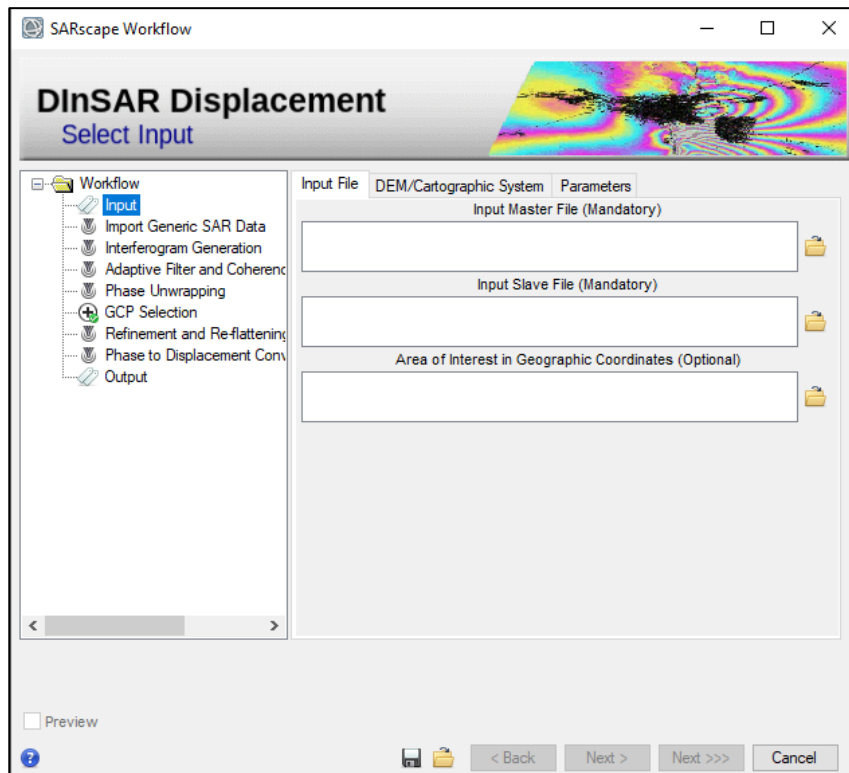 SARscape Workflow
DInSAR Displacement
Select Input
Workflow
Input
Import Generic SAR Data
Interferogram Generation
Adaptive Filter and Coherenc
Phase Unwrapping
GCP Selection
Refinement and Re-flattening
Phase to Displacement Conv
Output
Input File DEM/Cartographic System Parameters
Input Master File (Mandatory)
Input Slave File (Mandatory)
Area of Interest in Geographic Coordinates (Optional)
Preview
< Back Next > Next >>> Cancel